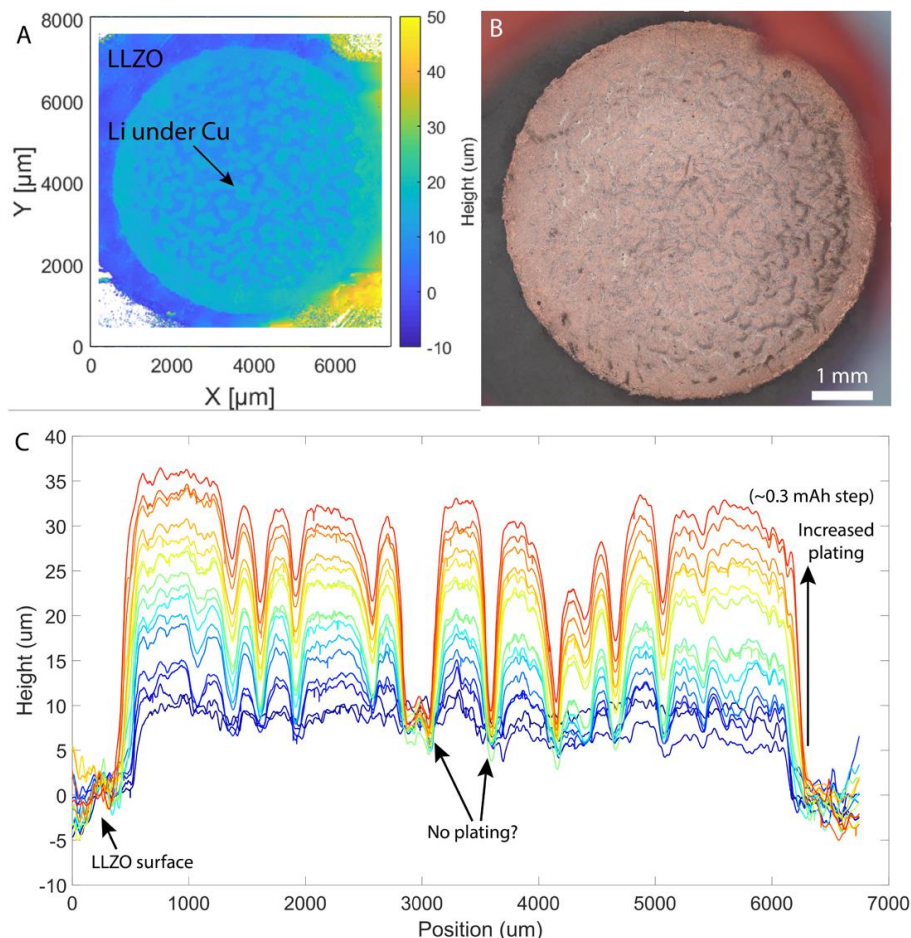 A
LLZO
Li under Cu
8000
6000
4000
2000
0
Y [μm]
0
2000
4000
6000
X [μm]
50
40
30
20
10
0
-10
Height (um)
B
1 mm
C
40
35
30
25
20
15
10
5
0
-5
-10
Height (um)
(~0.3 mAh step)
Increased
plating
No plating?
LLZO surface
0
1000
2000
3000
4000
5000
6000
7000
Position (um)